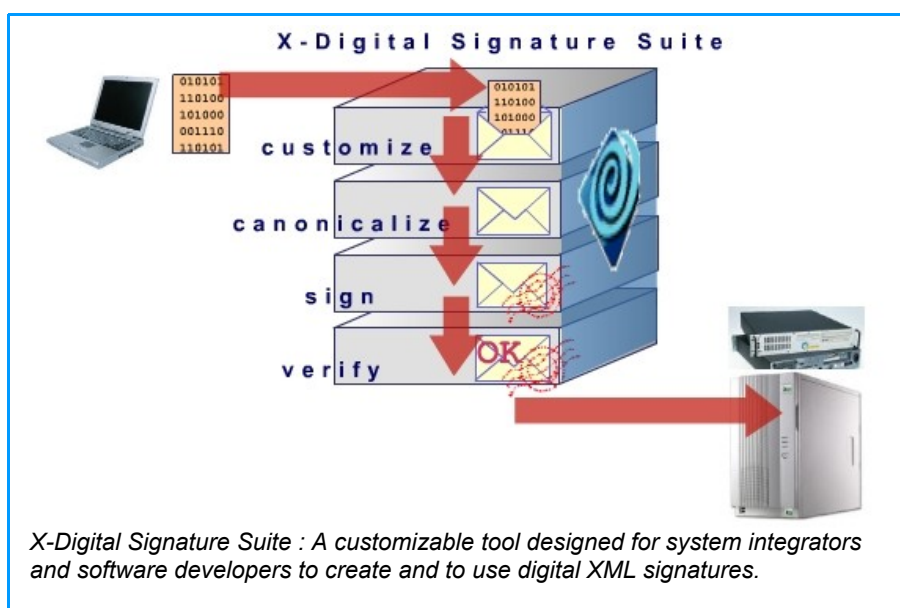 X-Digital Signature Suite
010101
110100
101000
001110
110101
010101
110100
101000
customize
canonicalize
sign
verify
OK
X-Digital Signature Suite : A customizable tool designed for system integrators
and software developers to create and to use digital XML signatures.